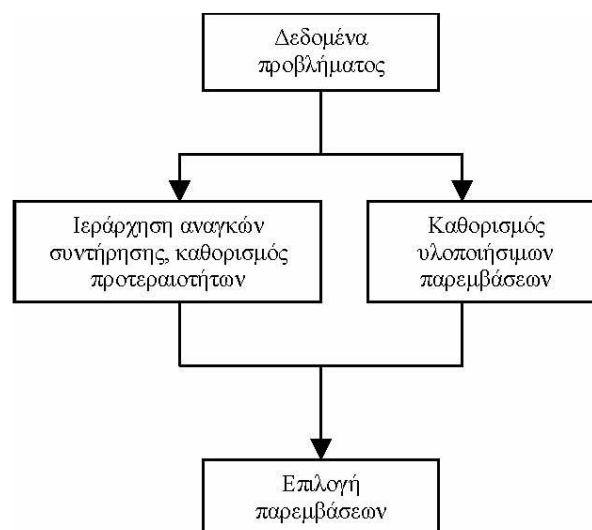 Δεδομένα
προβλήματος
Ιεράρχηση αναγκών
συντήρησης, καθορισμός
προτεραιοτήτων
Καθορισμός
υλοποιήσιμων
παρεμβάσεων
Επιλογή
παρεμβάσεων